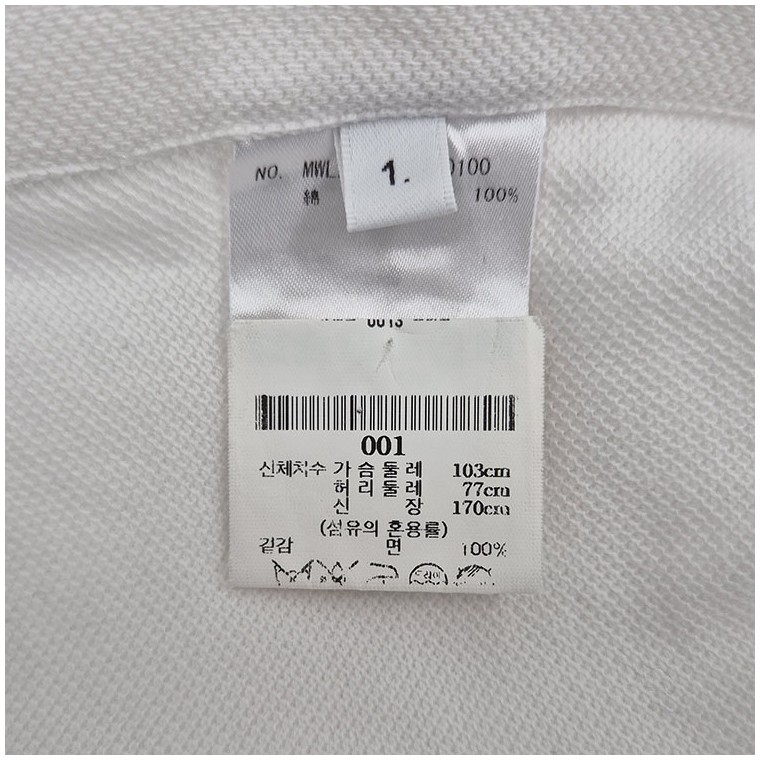 1.
NO. MWL 0100
綿 100%
0013
001
신체치수 가슴둘레 103cm
허리둘레 77cm
신장 170cm
(섬유의 혼용률)
겉감 면 100%